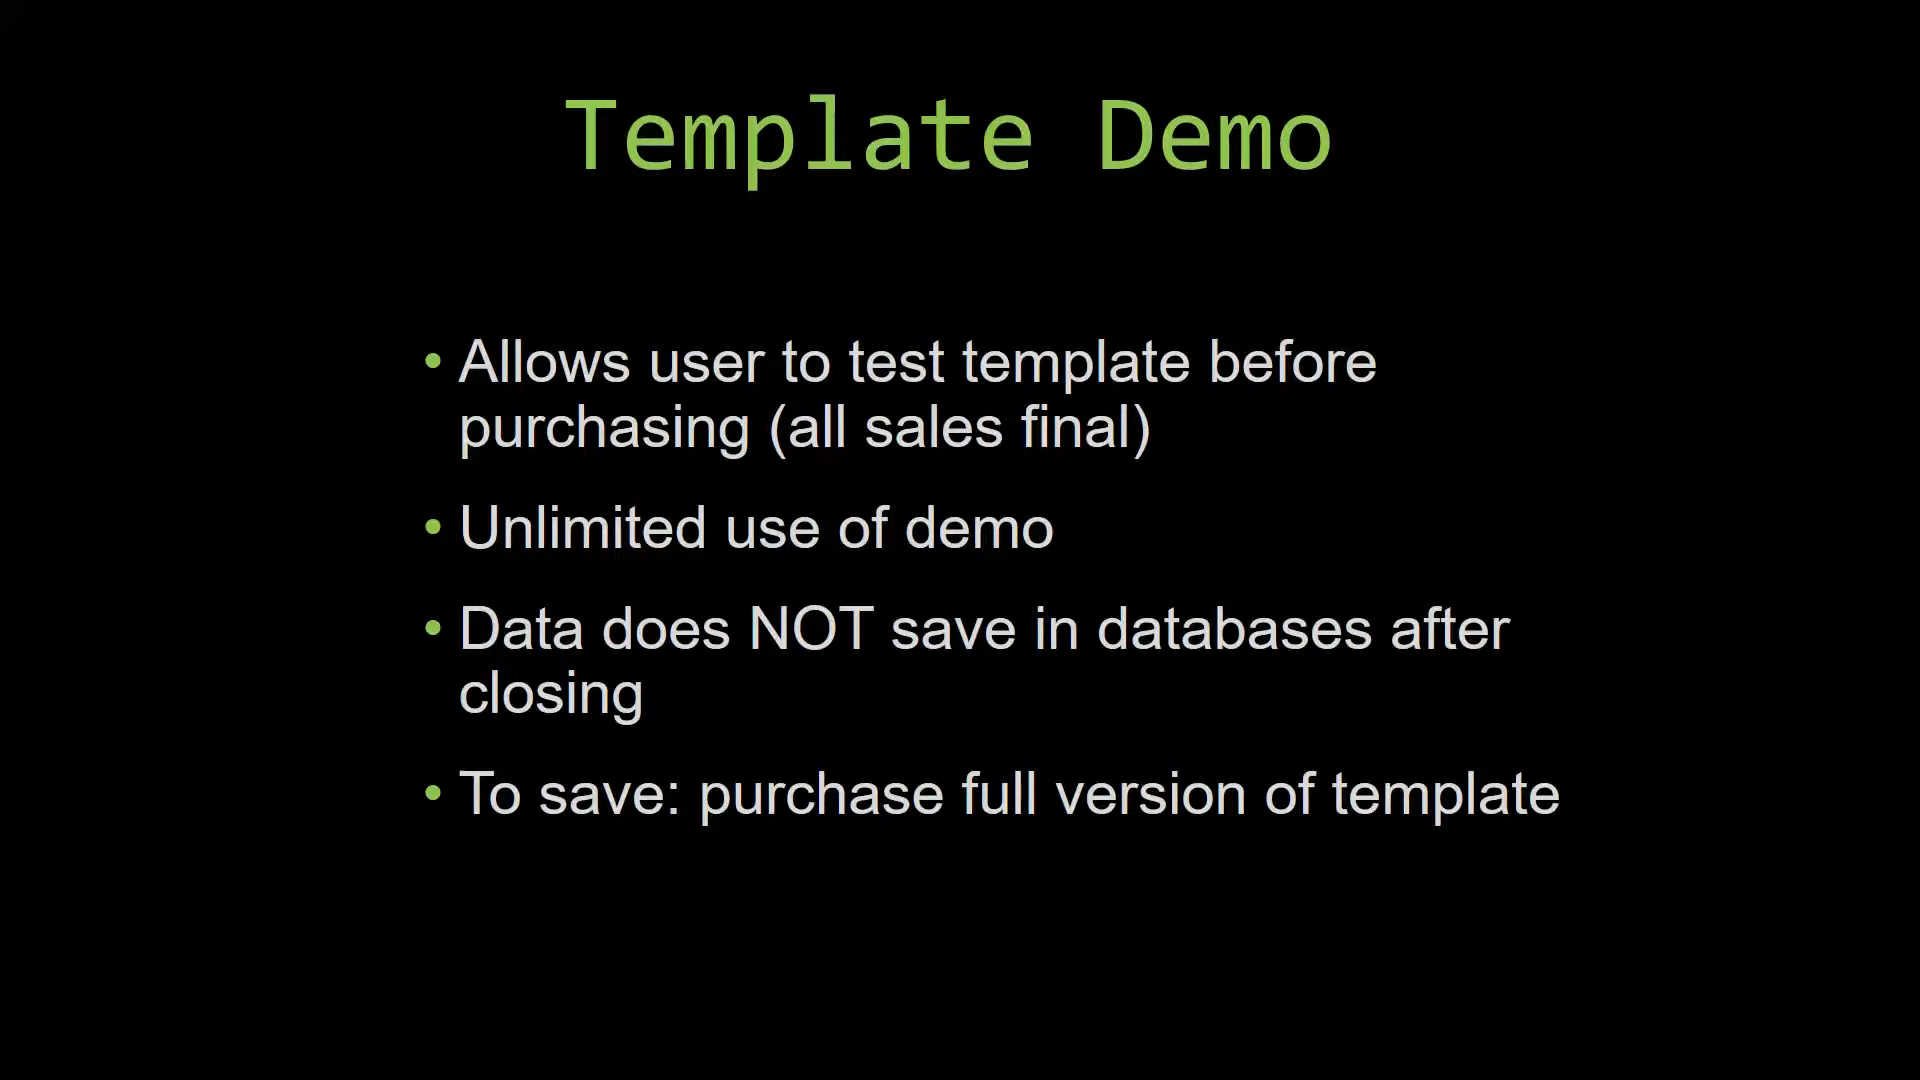 Template Demo
• Allows user to test template before
purchasing (all sales final)
• Unlimited use of demo
• Data does NOT save in databases after
closing
• To save: purchase full version of template